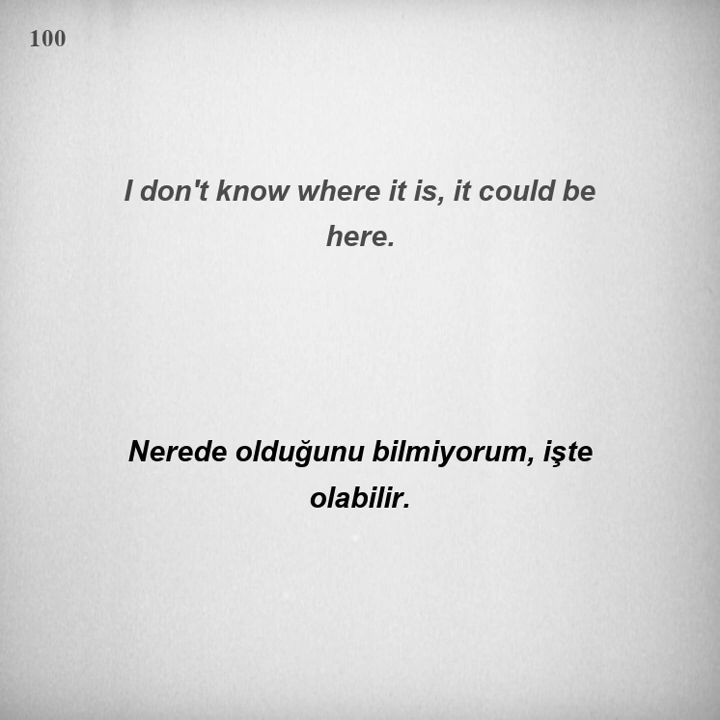 100
I don't know where it is, it could be
here.
Nerede olduğunu bilmiyorum, işte
olabilir.